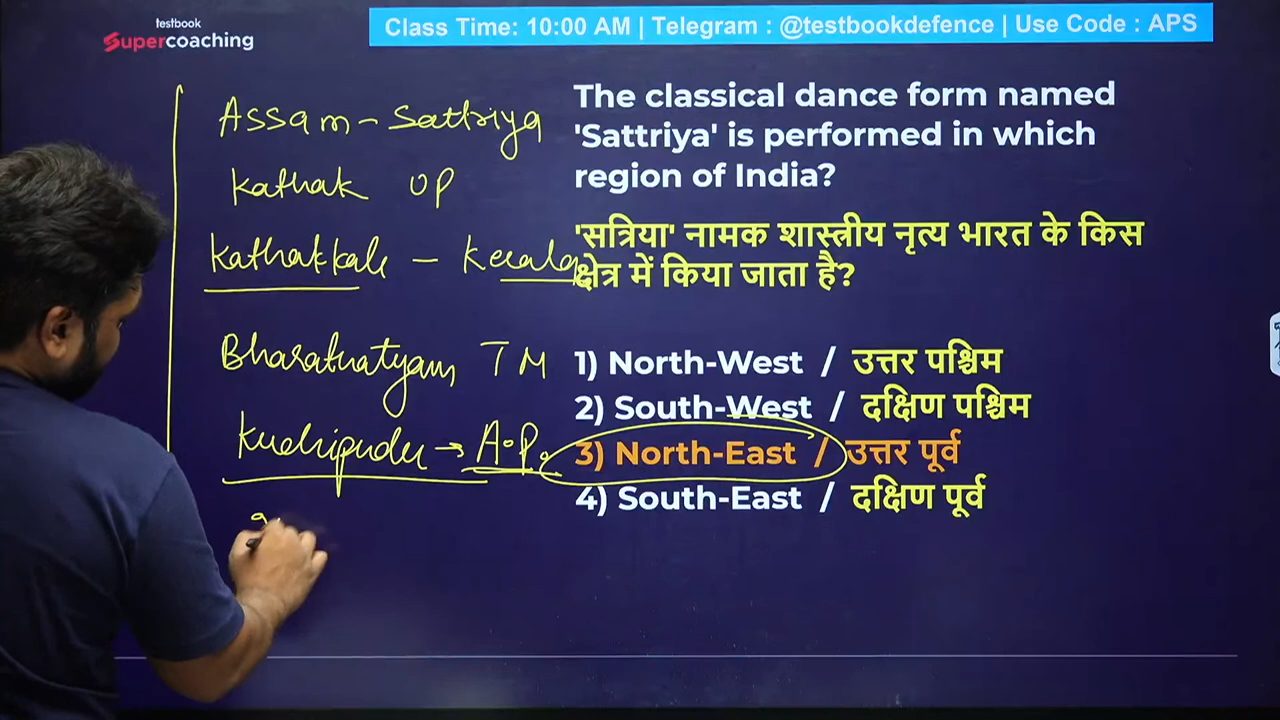 testbook
Supercoaching
Class Time: 10:00 AM | Telegram : @testbookdefence | Use Code : APS
Assam - Sattriya
Kathak UP
Kathakkali - Kerala
Bharatnatyam TM
Kuchipudi → A.P.
The classical dance form named
'Sattriya' is performed in which
region of India?
'सत्रिया' नामक शास्त्रीय नृत्य भारत के किस
क्षेत्र में किया जाता है?
1) North-West / उत्तर पश्चिम
2) South-West / दक्षिण पश्चिम
3) North-East / उत्तर पूर्व
4) South-East / दक्षिण पूर्व